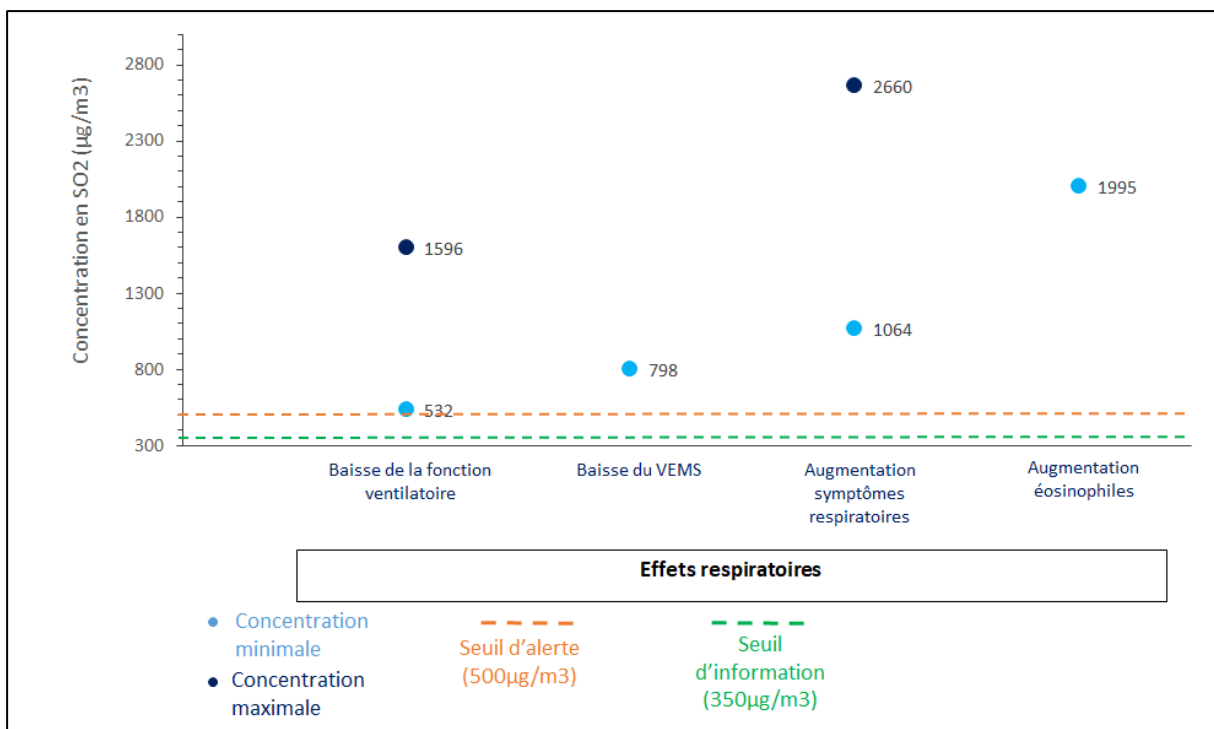 Concentration en SO2 (µg/m3)
2800
2300
1800
1300
800
300
1596
532
798
2660
1064
1995
Baisse de la fonction
ventilatoire
Baisse du VEMS
Augmentation
symptômes
respiratoires
Augmentation
éosinophiles
Effets respiratoires
Concentration
minimale
Concentration
maximale
Seuil d'alerte
(500µg/m3)
Seuil
d'information
(350µg/m3)